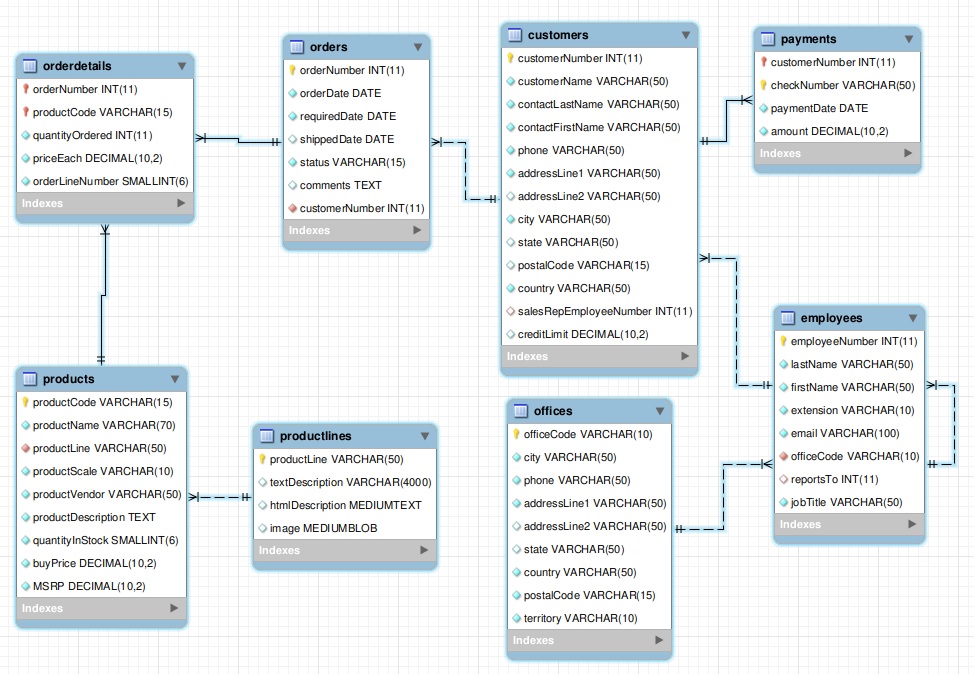 orderdetails
orderNumber INT(11)
productCode VARCHAR(15)
quantityOrdered INT(11)
priceEach DECIMAL(10,2)
orderLineNumber SMALLINT(6)
Indexes
orders
orderNumber INT(11)
orderDate DATE
requiredDate DATE
shippedDate DATE
status VARCHAR(15)
comments TEXT
customerNumber INT(11)
Indexes
customers
customerNumber INT(11)
customerName VARCHAR(50)
contactLastName VARCHAR(50)
contactFirstName VARCHAR(50)
phone VARCHAR(50)
addressLine1 VARCHAR(50)
addressLine2 VARCHAR(50)
city VARCHAR(50)
state VARCHAR(50)
postalCode VARCHAR(15)
country VARCHAR(50)
salesRepEmployeeNumber INT(11)
creditLimit DECIMAL(10,2)
Indexes
payments
customerNumber INT(11)
checkNumber VARCHAR(50)
paymentDate DATE
amount DECIMAL(10,2)
Indexes
products
productCode VARCHAR(15)
productName VARCHAR(70)
productLine VARCHAR(50)
productScale VARCHAR(10)
productVendor VARCHAR(50)
productDescription TEXT
quantityInStock SMALLINT(6)
buyPrice DECIMAL(10,2)
MSRP DECIMAL(10,2)
Indexes
productlines
productLine VARCHAR(50)
textDescription VARCHAR(4000)
htmlDescription MEDIUMTEXT
image MEDIUMBLOB
Indexes
offices
officeCode VARCHAR(10)
city VARCHAR(50)
phone VARCHAR(50)
addressLine1 VARCHAR(50)
addressLine2 VARCHAR(50)
state VARCHAR(50)
country VARCHAR(50)
postalCode VARCHAR(15)
territory VARCHAR(10)
Indexes
employees
employeeNumber INT(11)
lastName VARCHAR(50)
firstName VARCHAR(50)
extension VARCHAR(10)
email VARCHAR(100)
officeCode VARCHAR(10)
reportsTo INT(11)
jobTitle VARCHAR(50)
Indexes